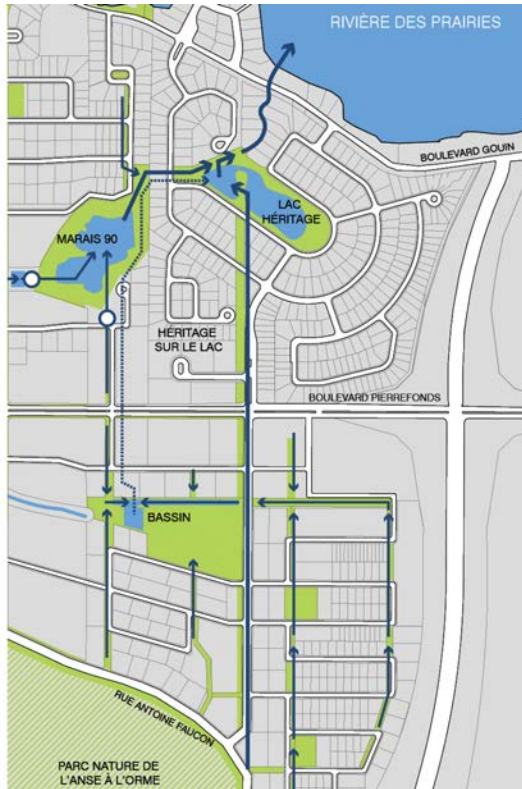 RIVIÈRE DES PRAIRIES
BOULEVARD GOUIN
LAC
HÉRITAGE
MARAIS 90
HÉRITAGE
SUR LE LAC
BOULEVARD PIERREFONDS
BASSIN
RUE ANTOINE FAUCON
PARC NATURE DE
L'ANSE À L'ORME